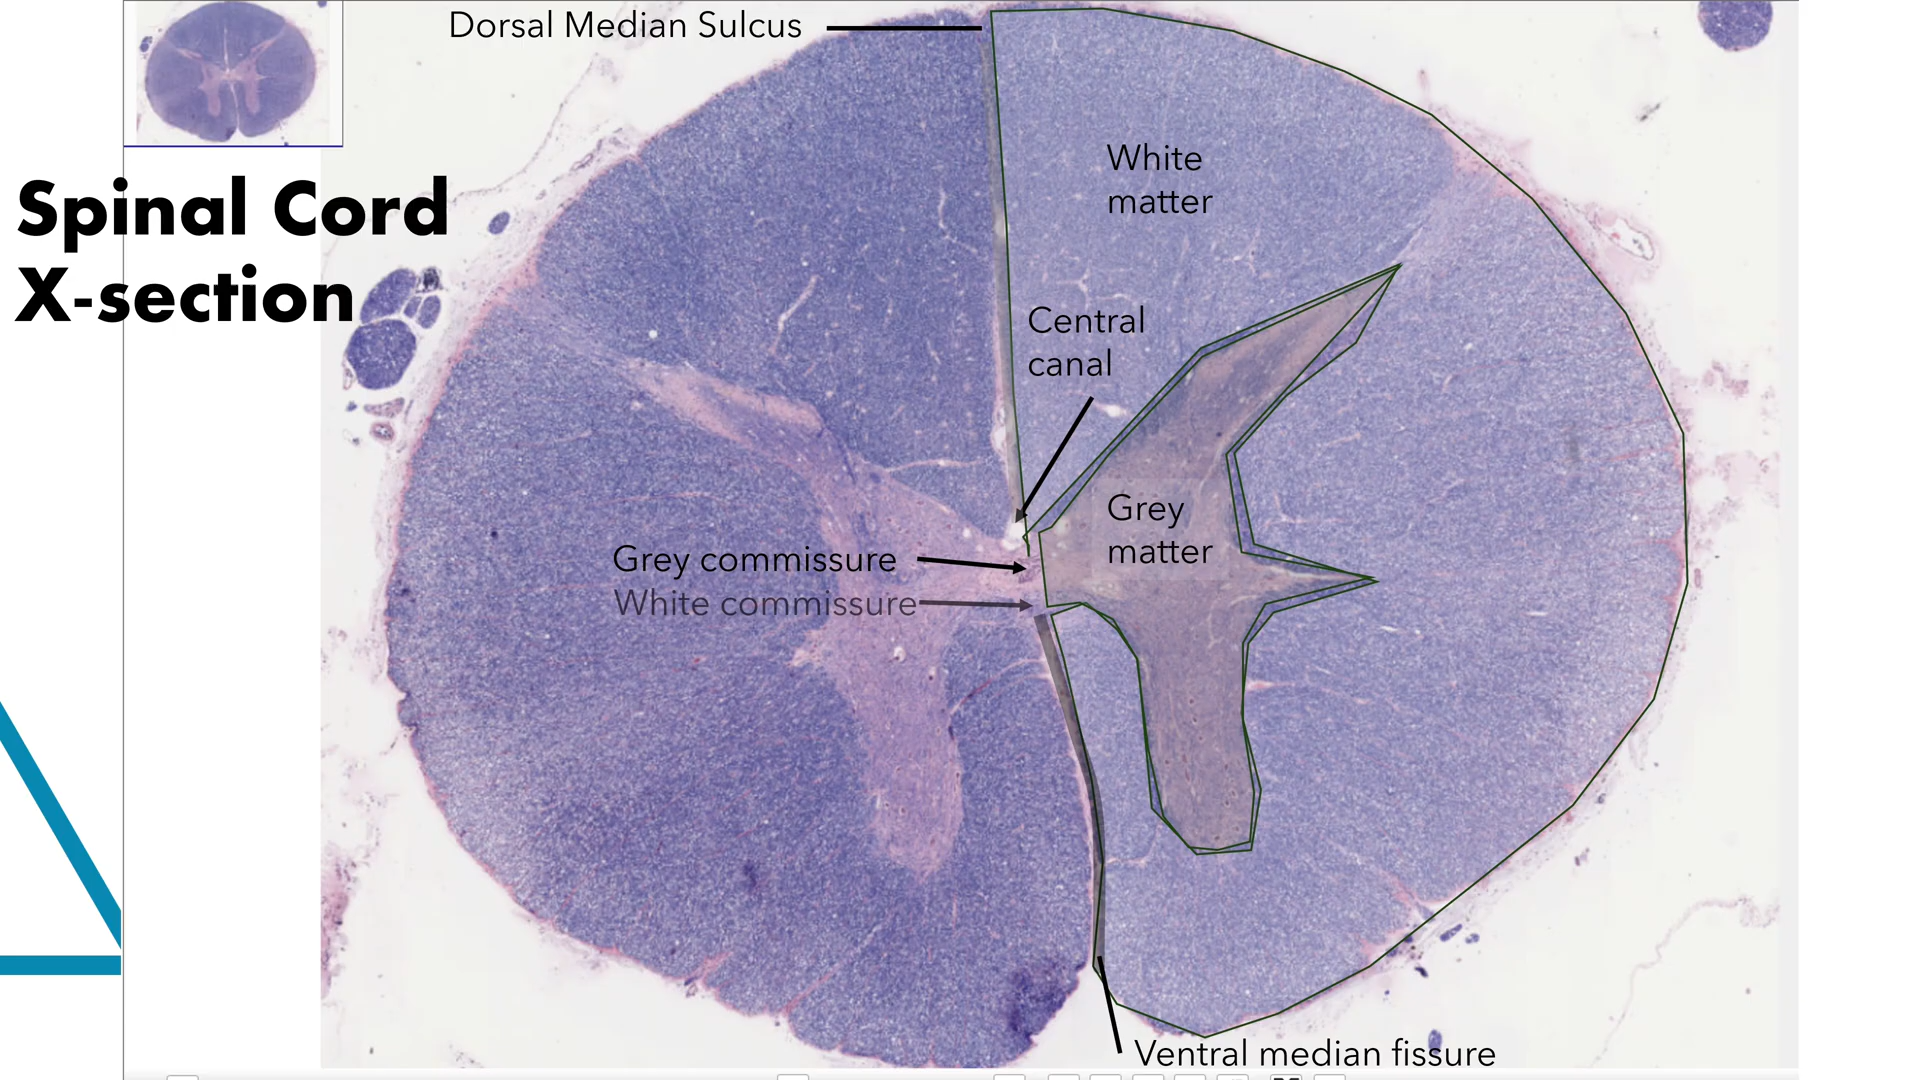 Dorsal Median Sulcus
Spinal Cord
X-section
White
matter
Central
canal
Grey
matter
Grey commissure
White commissure
Ventral median fissure